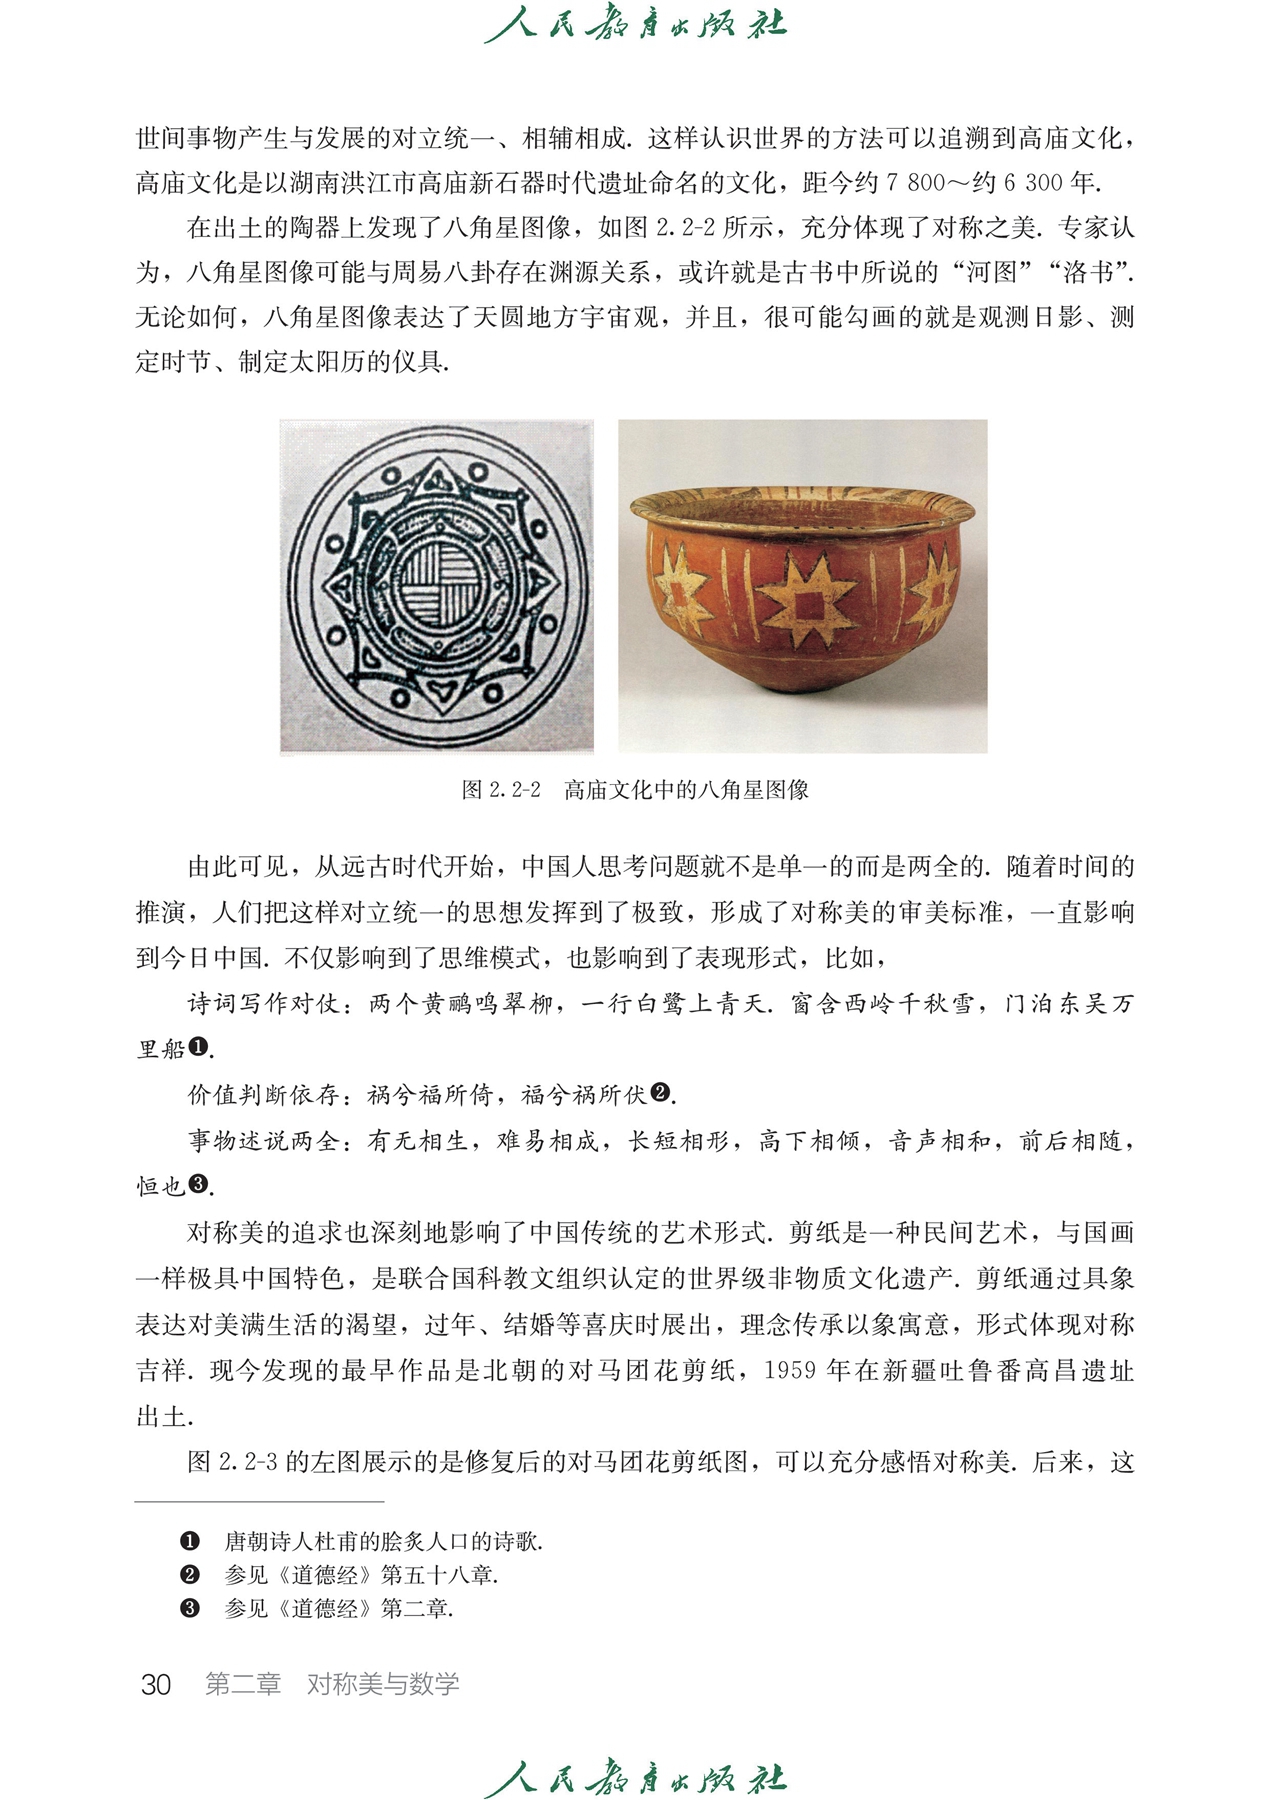 人民教育出版社
世间事物产生与发展的对立统一、相辅相成. 这样认识世界的方法可以追溯到高庙文化，
高庙文化是以湖南洪江市高庙新石器时代遗址命名的文化，距今约 7 800～约 6 300 年.
在出土的陶器上发现了八角星图像，如图 2.2-2 所示，充分体现了对称之美. 专家认
为，八角星图像可能与周易八卦存在渊源关系，或许就是古书中所说的“河图”“洛书”.
无论如何，八角星图像表达了天圆地方宇宙观，并且，很可能勾画的就是观测日影、测
定时节、制定太阳历的仪具.
图 2.2-2 高庙文化中的八角星图像
由此可见，从远古时代开始，中国人思考问题就不是单一的而是两全的. 随着时间的
推演，人们把这样对立统一的思想发挥到了极致，形成了对称美的审美标准，一直影响
到今日中国. 不仅影响到了思维模式，也影响到了表现形式，比如，
诗词写作对仗：两个黄鹂鸣翠柳，一行白鹭上青天. 窗含西岭千秋雪，门泊东吴万
里船❶.
价值判断依存：祸兮福所倚，福兮祸所伏❷.
事物述说两全：有无相生，难易相成，长短相形，高下相倾，音声相和，前后相随，
恒也❸.
对称美的追求也深刻地影响了中国传统的艺术形式. 剪纸是一种民间艺术，与国画
一样极具中国特色，是联合国科教文组织认定的世界级非物质文化遗产. 剪纸通过具象
表达对美满生活的渴望，过年、结婚等喜庆时展出，理念传承以象寓意，形式体现对称
吉祥. 现今发现的最早作品是北朝的对马团花剪纸，1959 年在新疆吐鲁番高昌遗址
出土.
图 2.2-3 的左图展示的是修复后的对马团花剪纸图，可以充分感悟对称美. 后来，这
❶ 唐朝诗人杜甫的脍炙人口的诗歌.
❷ 参见《道德经》第五十八章.
❸ 参见《道德经》第二章.
30 第二章 对称美与数学
人民教育出版社